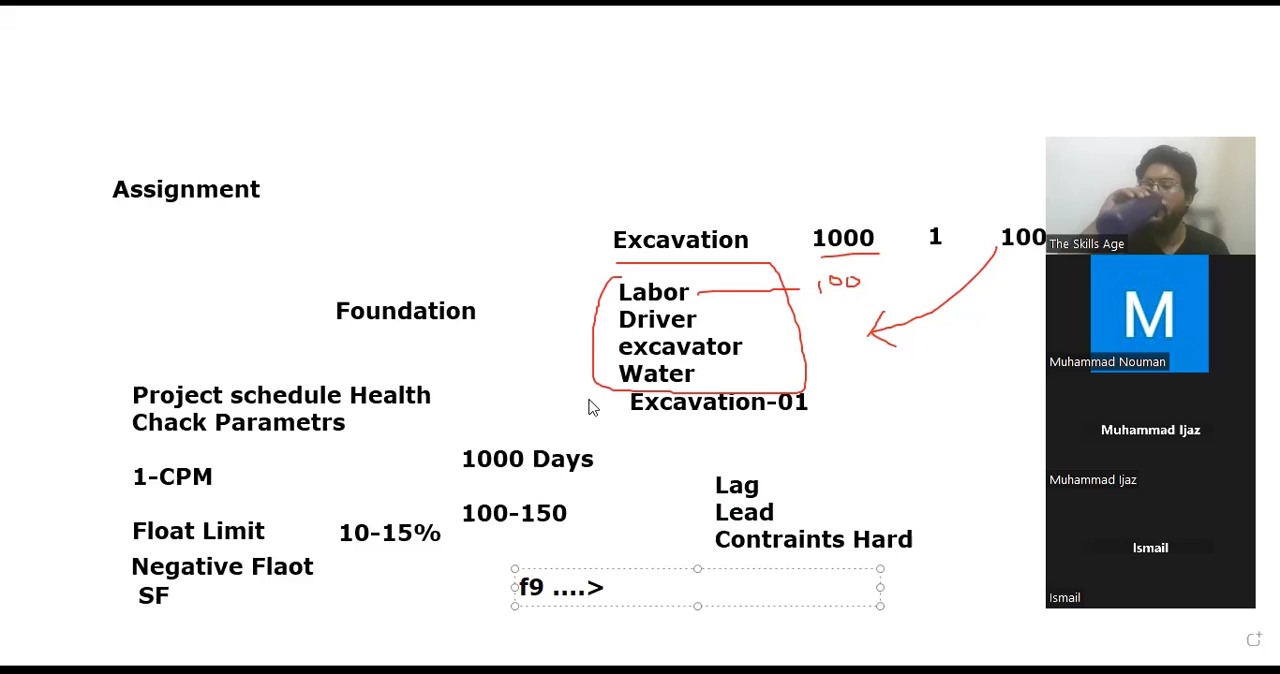 Assignment
Excavation 1000 1 100
Labor 100
Driver
Foundation
excavator
Water
Excavation-01
Project schedule Health
Chack Parametrs
1000 Days
1-CPM
Lag
100-150
Lead
Float Limit 10-15%
Contraints Hard
Negative Flaot
f9 ....>
SF
The Skills Age
M
Muhammad Nouman
Muhammad Ijaz
Muhammad Ijaz
Ismail
Ismail